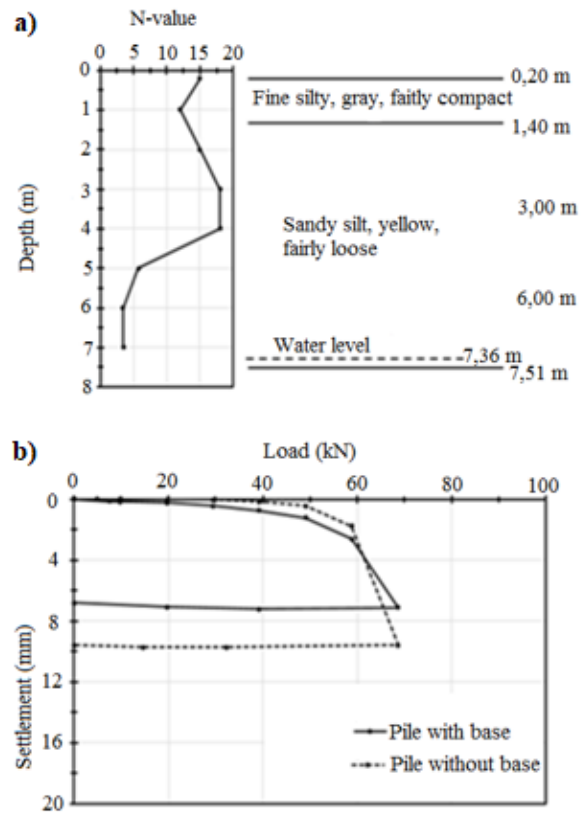 a)
N-value
0 5 10 15 20
0
1
2
3
4
5
6
7
8
Depth (m)
0,20 m
Fine silty, gray, faitly compact
1,40 m
3,00 m
Sandy silt, yellow,
fairly loose
6,00 m
Water level
7,36 m
7,51 m
b)
Load (kN)
0 20 40 60 80 100
0
4
8
12
16
20
Settlement (mm)
Pile with base
Pile without base